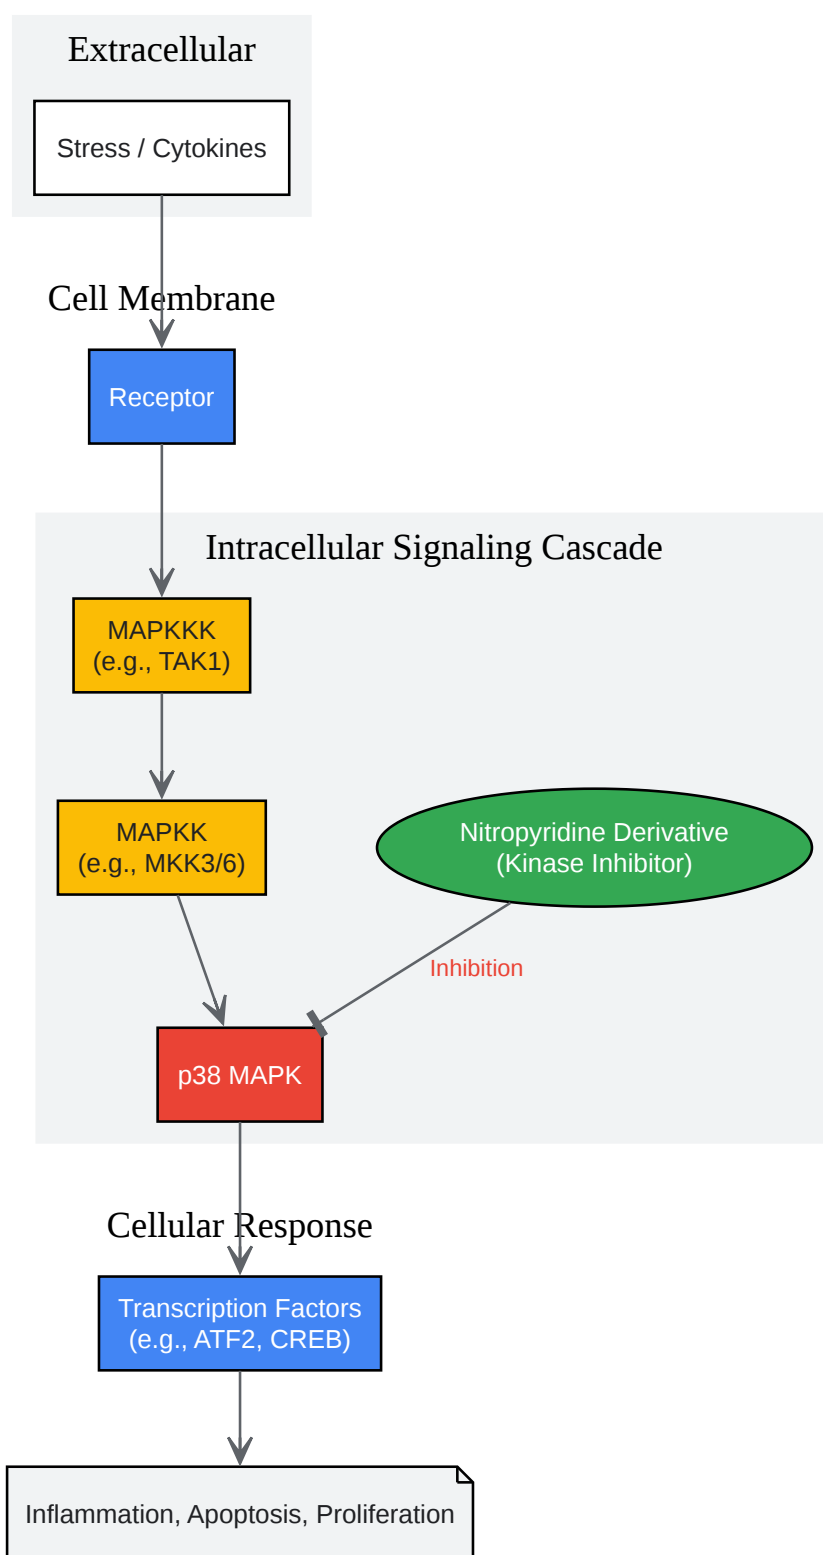 Extracellular
Stress / Cytokines
Cell Membrane
Receptor
Intracellular Signaling Cascade
MAPKKK
(e.g., TAK1)
MAPKK
(e.g., MKK3/6)
Nitropyridine Derivative
(Kinase Inhibitor)
Inhibition
p38 MAPK
Cellular Response
Transcription Factors
(e.g., ATF2, CREB)
Inflammation, Apoptosis, Proliferation